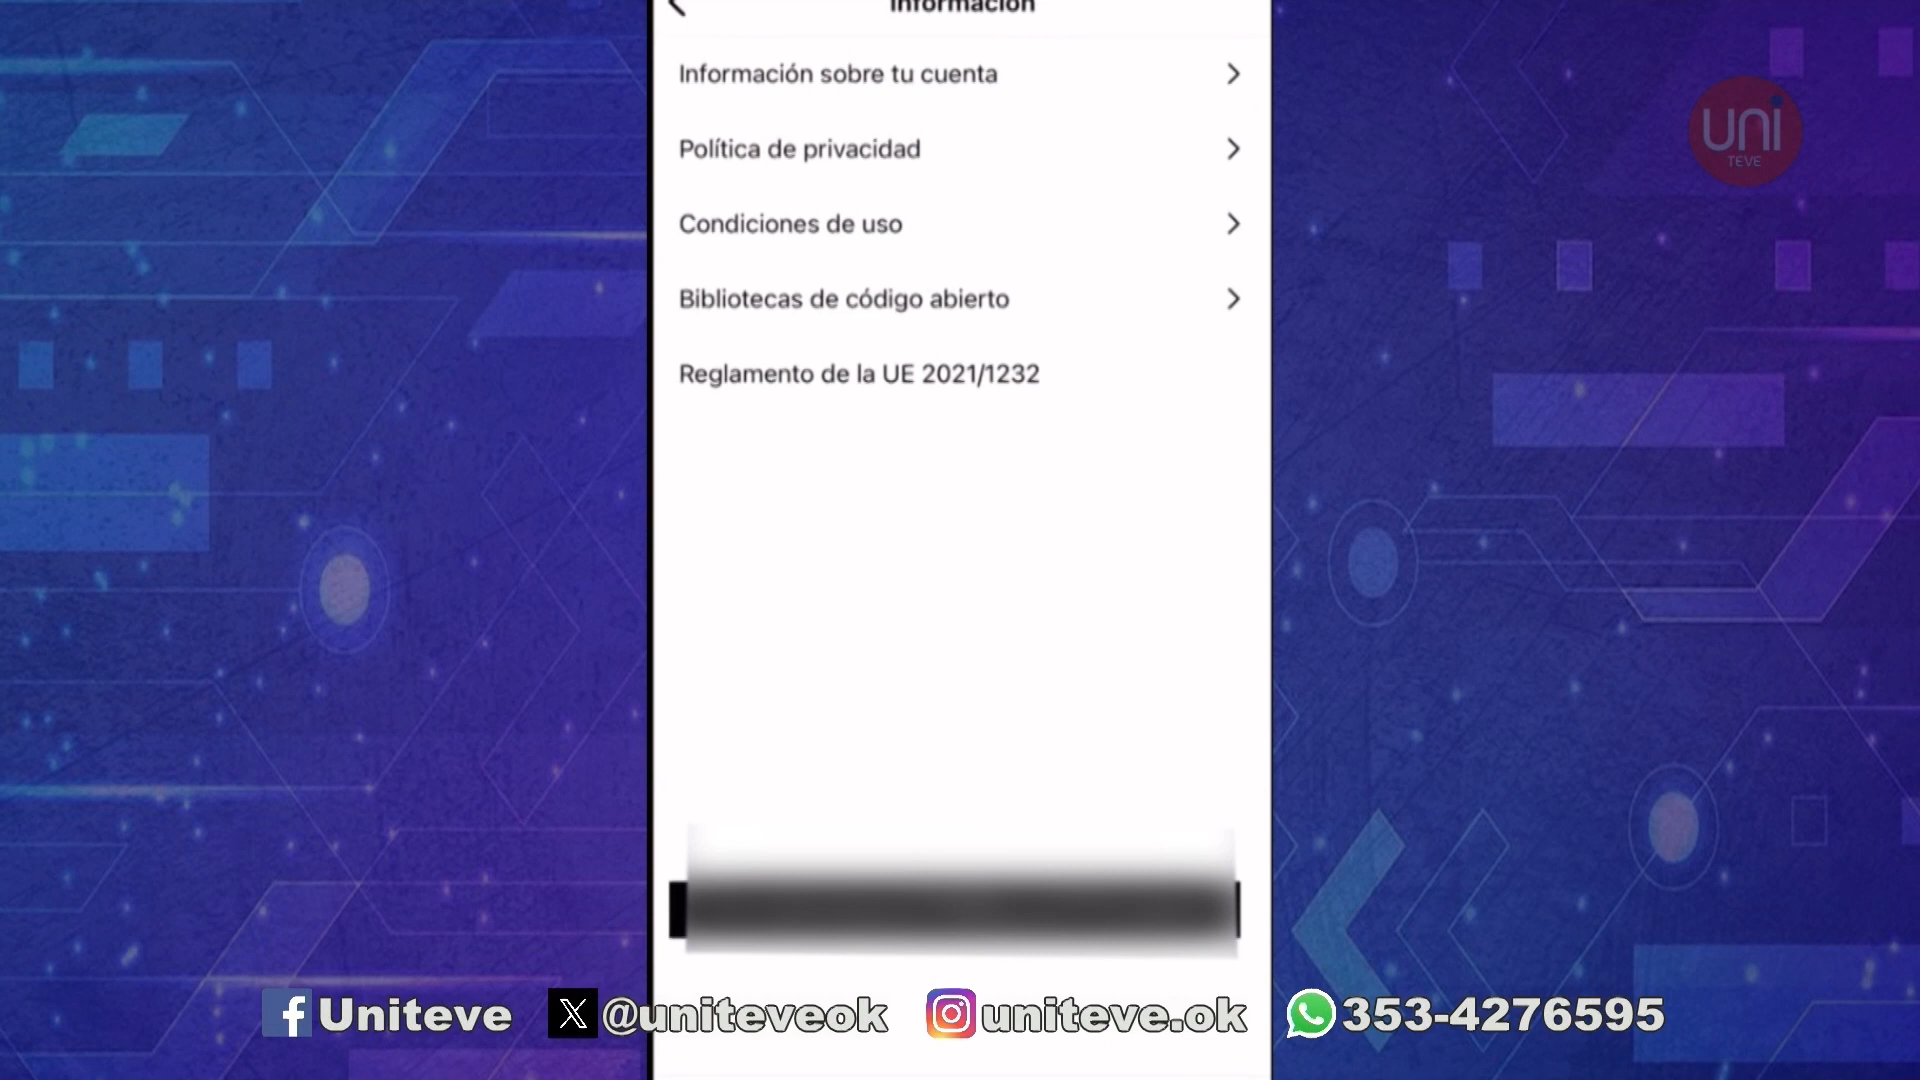 Información
Información sobre tu cuenta
Política de privacidad
Condiciones de uso
Bibliotecas de código abierto
Reglamento de la UE 2021/1232
uni
TEVE
Uniteve
@uniteveok
uniteve.ok
353-4276595